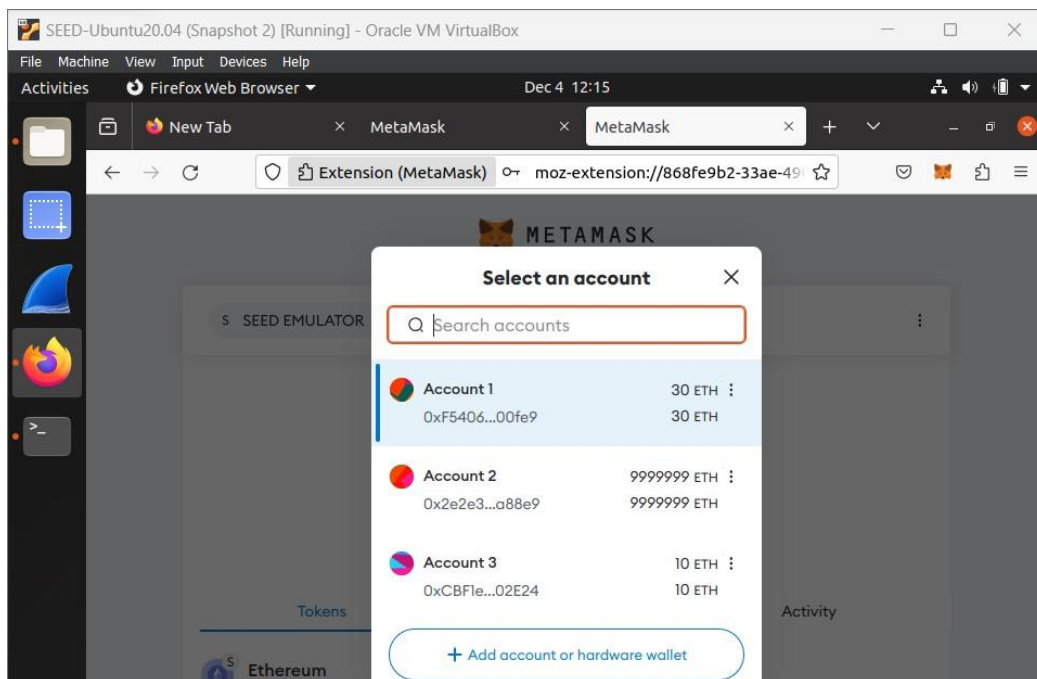 SEED-Ubuntu20.04 (Snapshot 2) [Running] - Oracle VM VirtualBox
File Machine View Input Devices Help
Activities Firefox Web Browser Dec 4 12:15
New Tab MetaMask MetaMask
Extension (MetaMask) moz-extension://868fe9b2-33ae-49
METAMASK
Select an account
S SEED EMULATOR Search accounts
Account 1 30 ETH
0xF5406...00fe9 30 ETH
Account 2 9999999 ETH
0x2e2e3...a88e9 9999999 ETH
Account 3 10 ETH
0xCBF1e...02E24 10 ETH
Tokens Activity
+ Add account or hardware wallet
S Ethereum